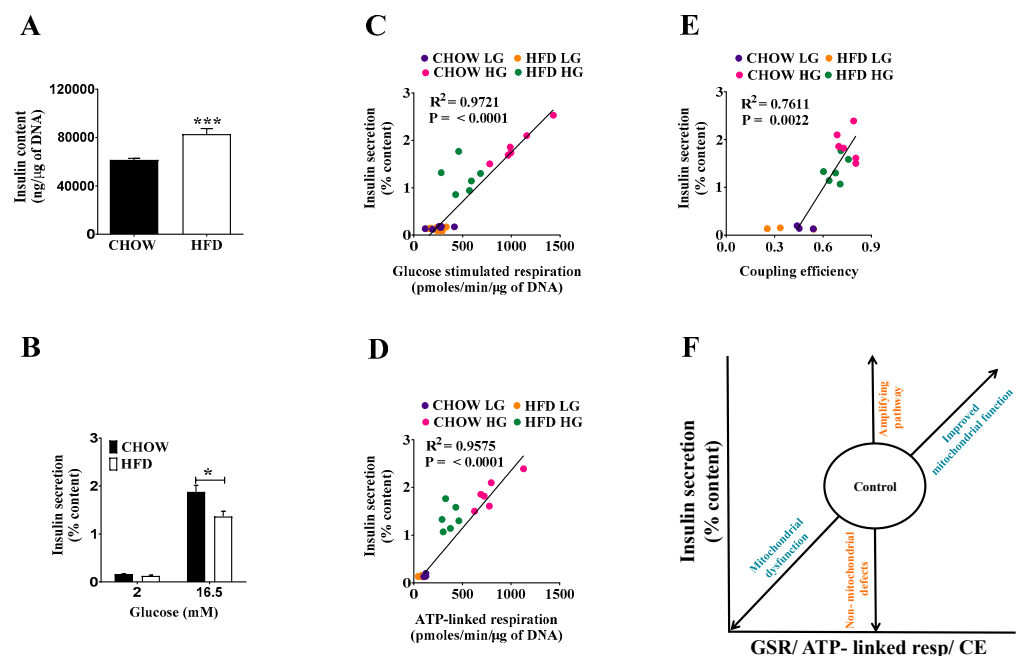 A
Insulin content
(ng/µg of DNA)
120000
80000
40000
0
***
CHOW
HFD
B
Insulin secretion
(% content)
3
2
1
0
CHOW
HFD
*
2
16.5
Glucose (mM)
C
CHOW LG
HFD LG
CHOW HG
HFD HG
R2 = 0.9721
P = < 0.0001
Insulin secretion
(% content)
3
2
1
0
0
500
1000
1500
Glucose stimulated respiration
(pmoles/min/µg of DNA)
D
CHOW LG
HFD LG
CHOW HG
HFD HG
R2 = 0.9575
P = < 0.0001
Insulin secretion
(% content)
3
2
1
0
0
500
1000
1500
ATP-linked respiration
(pmoles/min/µg of DNA)
E
CHOW LG
HFD LG
CHOW HG
HFD HG
R2 = 0.7611
P = 0.0022
Insulin secretion
(% content)
3
2
1
0
0.0
0.3
0.6
0.9
Coupling efficiency
F
Insulin secretion
(% content)
Amplifying
pathway
Improved
mitochondrial function
Control
Mitochondrial
dysfunction
Non- mitochondrial
defects
GSR/ ATP- linked resp/ CE